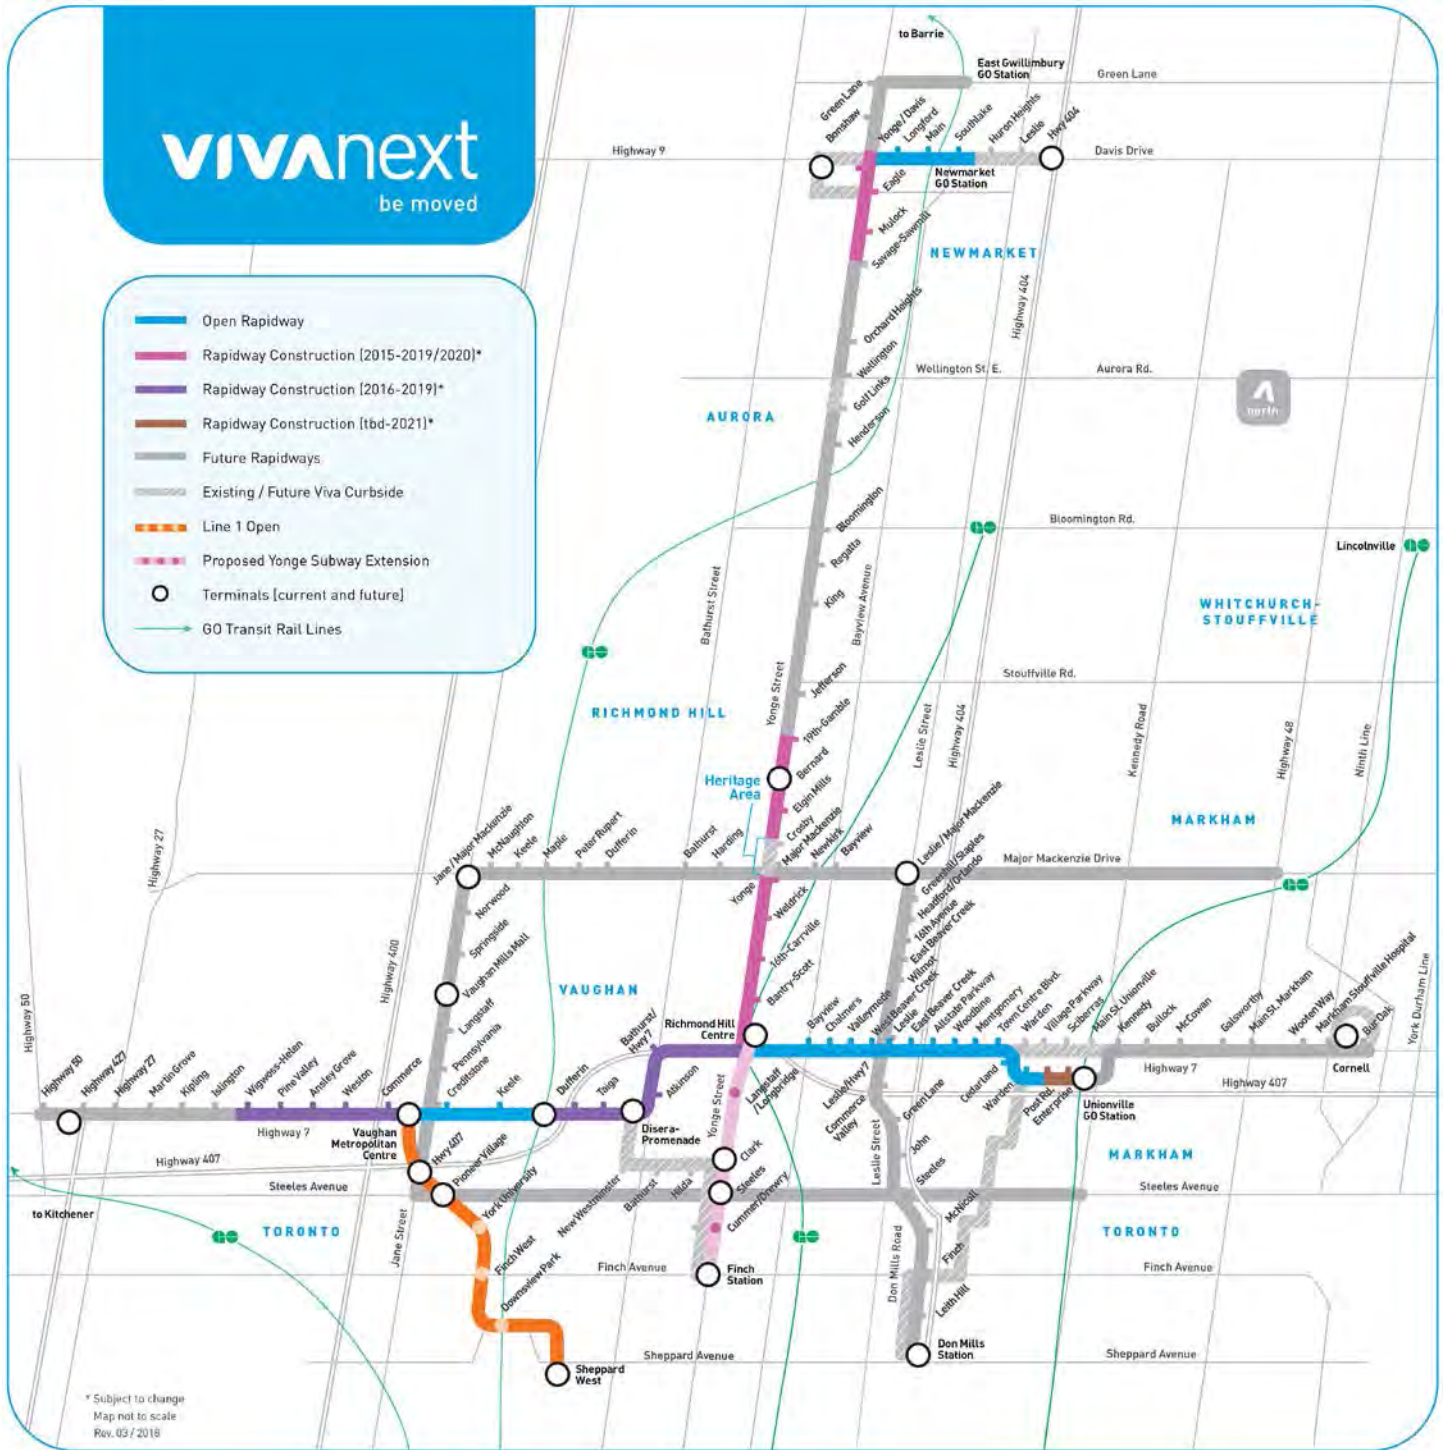 VIVAnext
be moved
Open Rapidway
Rapidway Construction (2015-2019/2020)*
Rapidway Construction (2016-2019)*
Rapidway Construction (tbd-2021)*
Future Rapidways
Existing / Future Viva Curbside
Line 1 Open
Proposed Yonge Subway Extension
Terminals [current and future]
GO Transit Rail Lines
to Barrie
East Gwillimbury
GO Station
Green Lane
Green Lane
Bonshaw
Yonge / Davis
Longford
Main
Southlake
Huron Heights
Leslie
Hwy 404
Highway 9
Davis Drive
Newmarket
GO Station
Eagle
Mulock
Savage-Sawmill
NEWMARKET
Highway 404
Orchard Heights
Wellington
Wellington St. E.
Aurora Rd.
Golf Links
Henderson
AURORA
north
Bloomington
Bloomington Rd.
Regatta
King
Lincolnville
Bathurst Street
Bayview Avenue
WHITCHURCH-
STOUFFVILLE
Jefferson
Stouffville Rd.
Yonge Street
RICHMOND HILL
19th-Gamble
Bernard
Leslie Street
Highway 404
Kennedy Road
Highway 48
Ninth Line
Heritage
Area
Elgin Mills
Crosby
MARKHAM
Highway 27
Jane / Major Mackenzie
McNaughton
Keele
Maple
Peter Rupert
Dufferin
Bathurst
Harding
Major Mackenzie
Newkirk
Bayview
Leslie / Major Mackenzie
Major Mackenzie Drive
Greenhill/Staples
Headford/Orlando
16th Avenue
East Beaver Creek
Wilmot
West Beaver Creek
Yonge
Weldrick
16th-Carrville
Bantry-Scott
Norwood
Springside
Vaughan Mills Mall
Langstaff
Pennsylvania
Creditstone
Highway 400
VAUGHAN
Highway 50
Richmond Hill
Centre
Bathurst/
Hwy 7
Bayview
Chalmers
Valleymede
Leslie
East Beaver Creek
Allstate Parkway
Woodbine
Montgomery
Town Centre Blvd.
Warden
Village Parkway
Sciberras
Main St. Unionville
Kennedy
Bullock
McCowan
Galsworthy
Main St. Markham
Wooten Way
Markham Stouffville Hospital
Bur Oak
York Durham Line
Cornell
Highway 7
Highway 407
Highway 50
Highway 427
Highway 27
Martin Grove
Kipling
Islington
Wigwoss-Helen
Pine Valley
Ansley Grove
Weston
Commerce
Keele
Dufferin
Taiga
Atkinson
Disera-
Promenade
Highway 7
Vaughan
Metropolitan
Centre
Langstaff
/Longbridge
Yonge Street
Leslie/Hwy 7
Commerce
Valley
Green Lane
Cedarland
Warden
Post Rd.
Enterprise
Unionville
GO Station
Highway 407
Hwy 407
Pioneer Village
Clark
John
Leslie Street
MARKHAM
Steeles Avenue
Steeles
Steeles
Steeles Avenue
to Kitchener
TORONTO
York University
New Westminster
Bathurst
Hilda
Cummer/Drewry
McNicoll
TORONTO
Jane Street
Finch West
Finch Avenue
Finch
Station
Don Mills Road
Finch
Finch Avenue
Downsview Park
Leith Hill
Sheppard
West
Sheppard Avenue
Don Mills
Station
Sheppard Avenue
* Subject to change
Map not to scale
Rev. 03 / 2018